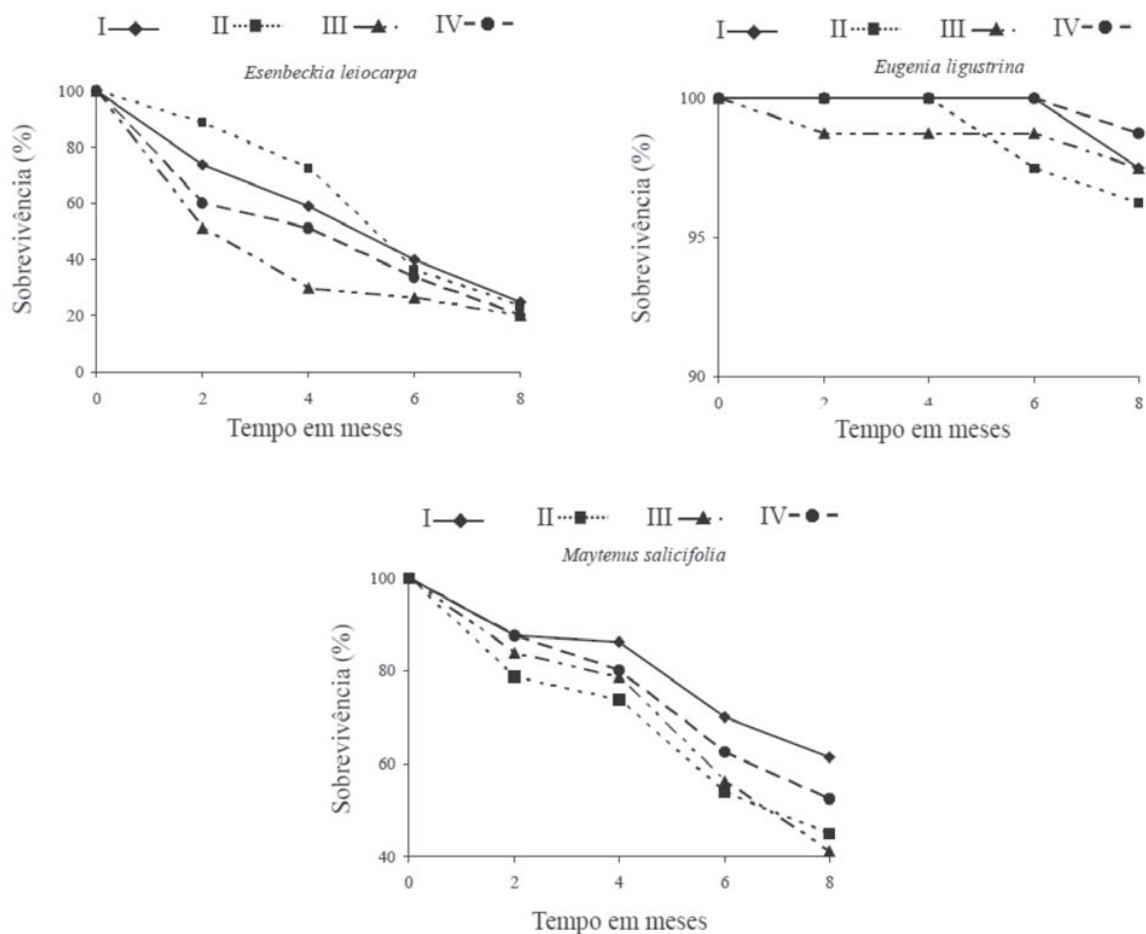 I II III IV
Esenbeckia leiocarpa
Sobrevivência (%)
100
80
60
40
20
0
0 2 4 6 8
Tempo em meses
I II III IV
Eugenia ligustrina
Sobrevivência (%)
100
95
90
0 2 4 6 8
Tempo em meses
I II III IV
Maytenus salicifolia
Sobrevivência (%)
100
80
60
40
0 2 4 6 8
Tempo em meses